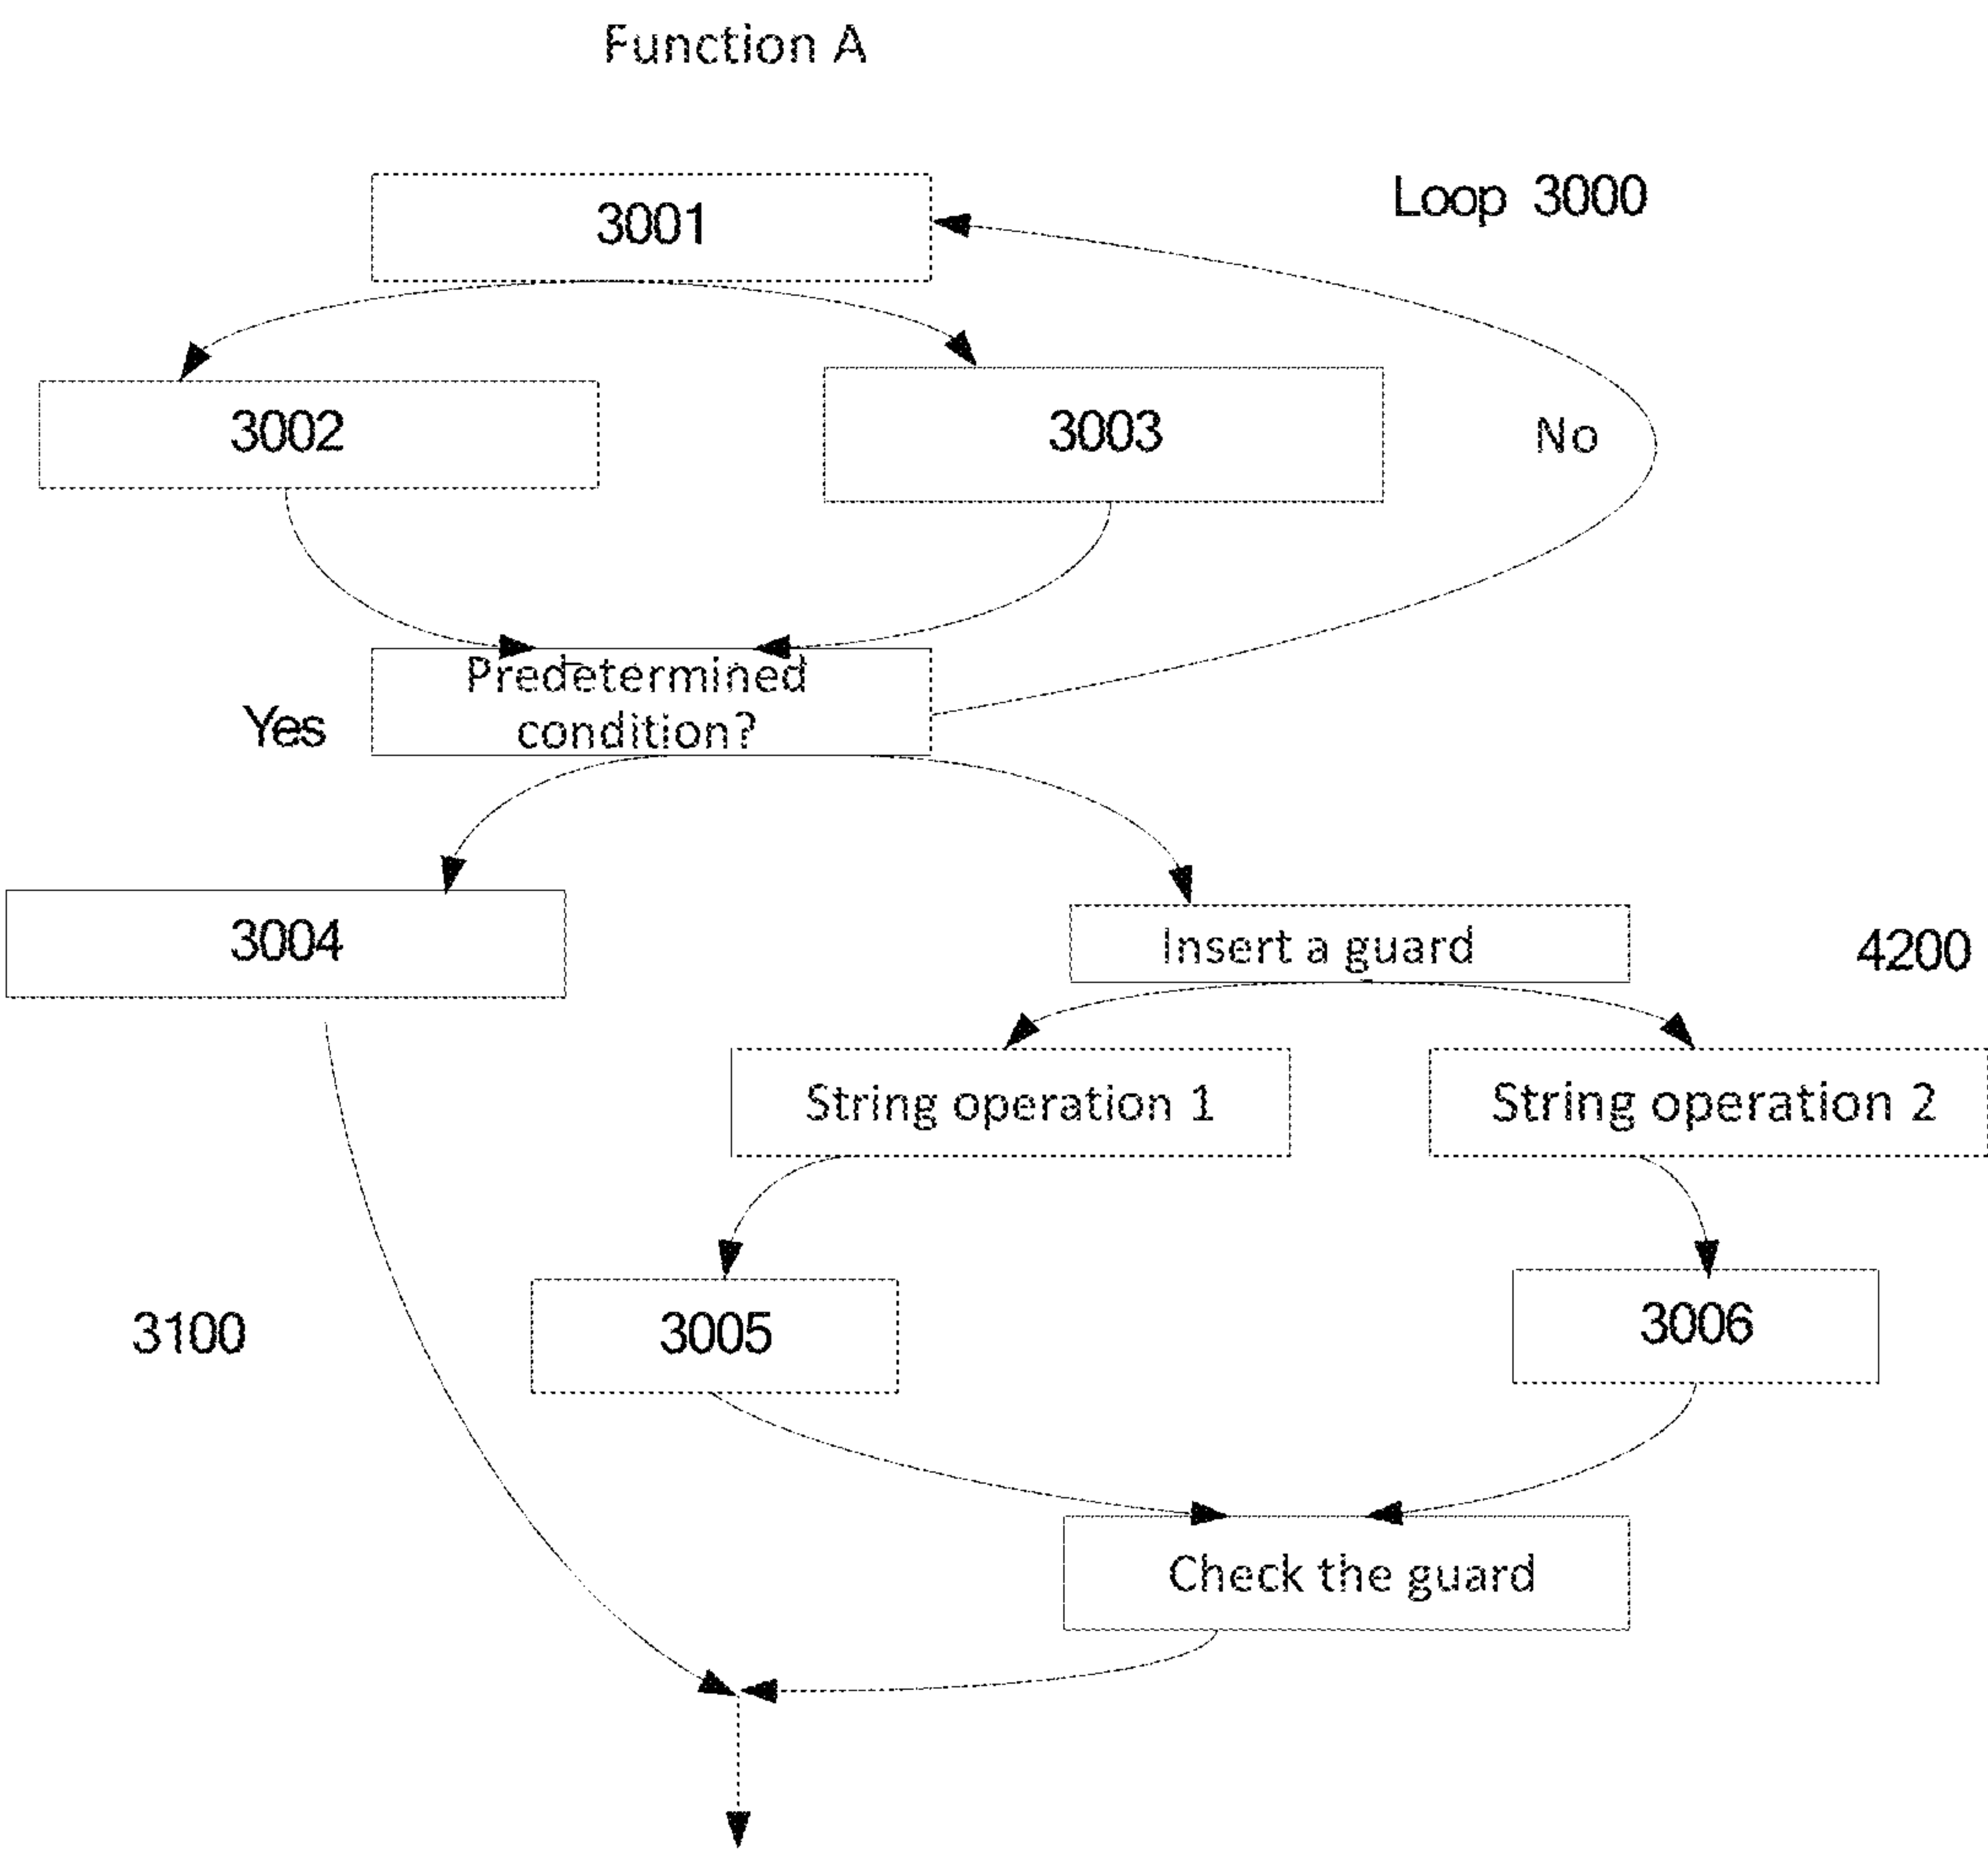 Function A
Loop 3000
3001
3002
3003
No
Predetermined
condition?
Yes
3004
Insert a guard
4200
String operation 1
String operation 2
3100
3005
3006
Check the guard